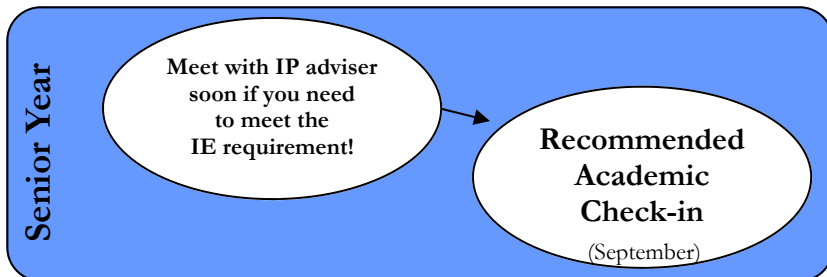 Senior Year
Meet with IP adviser
soon if you need
to meet the
IE requirement!
Recommended
Academic
Check-in
(September)